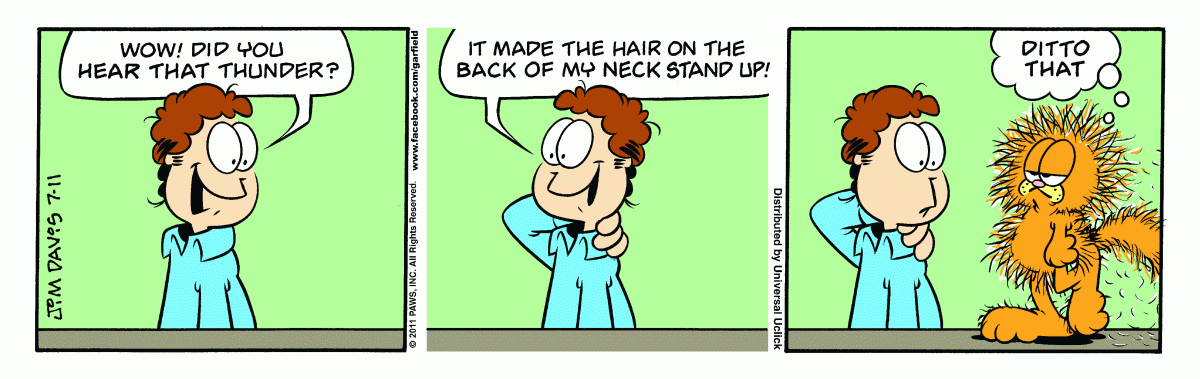 WOW! DID YOU
HEAR THAT THUNDER?
JIM DAVIS 7-11
© 2011 PAWS, INC. All Rights Reserved. www.facebook.com/garfield
IT MADE THE HAIR ON THE
BACK OF MY NECK STAND UP!
Distributed by Universal Uclick
DITTO
THAT